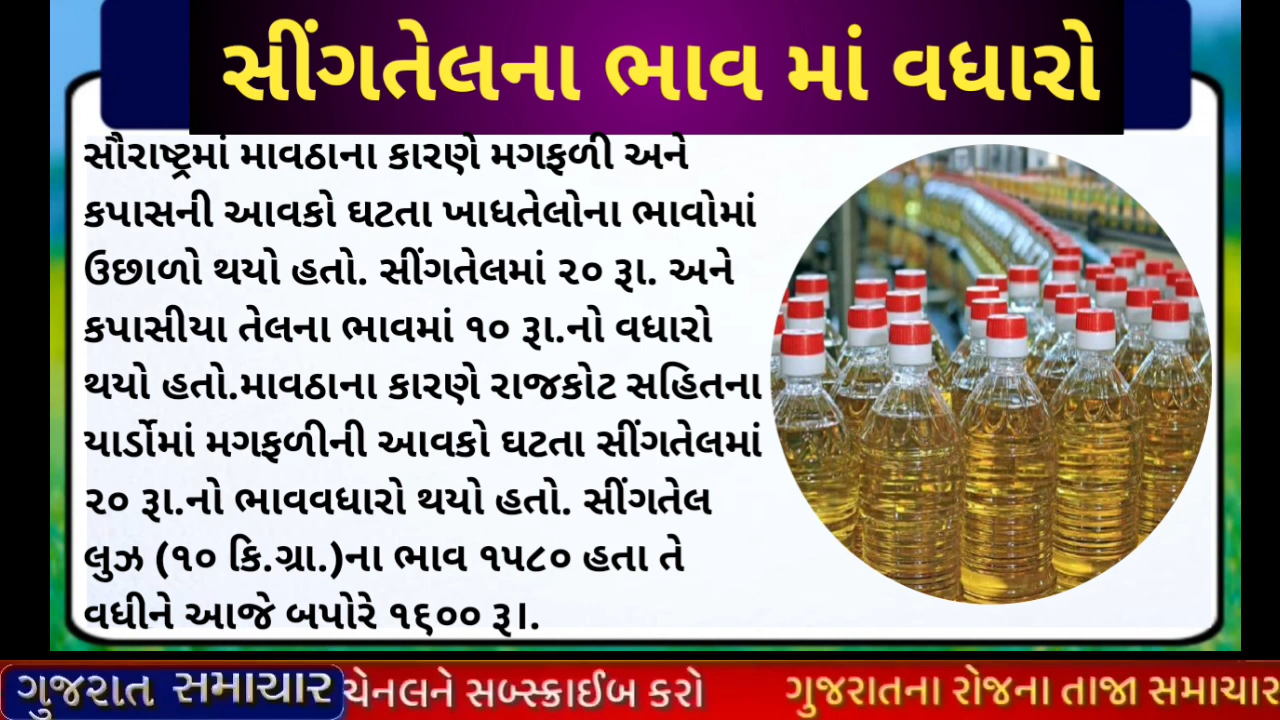 સીંગતેલના ભાવ માં વધારો
સૌરાષ્ટ્રમાં માવઠાના કારણે મગફળી અને
કપાસની આવકો ઘટતા ખાધતેલોના ભાવોમાં
ઉછાળો થયો હતો. સીંગતેલમાં ૨૦ રૂા. અને
કપાસીયા તેલના ભાવમાં ૧૦ રૂા.નો વધારો
થયો હતો.માવઠાના કારણે રાજકોટ સહિતના
યાર્ડોમાં મગફળીની આવકો ઘટતા સીંગતેલમાં
૨૦ રૂા.નો ભાવવધારો થયો હતો. સીંગતેલ
લુઝ (૧૦ કિ.ગ્રા.)ના ભાવ ૧૫૮૦ હતા તે
વધીને આજે બપોરે ૧૬૦૦ રૂા.
ગુજરાત સમાચાર ચેનલને સબ્સ્ક્રાઈબ કરો ગુજરાતના રોજના તાજા સમાચાર